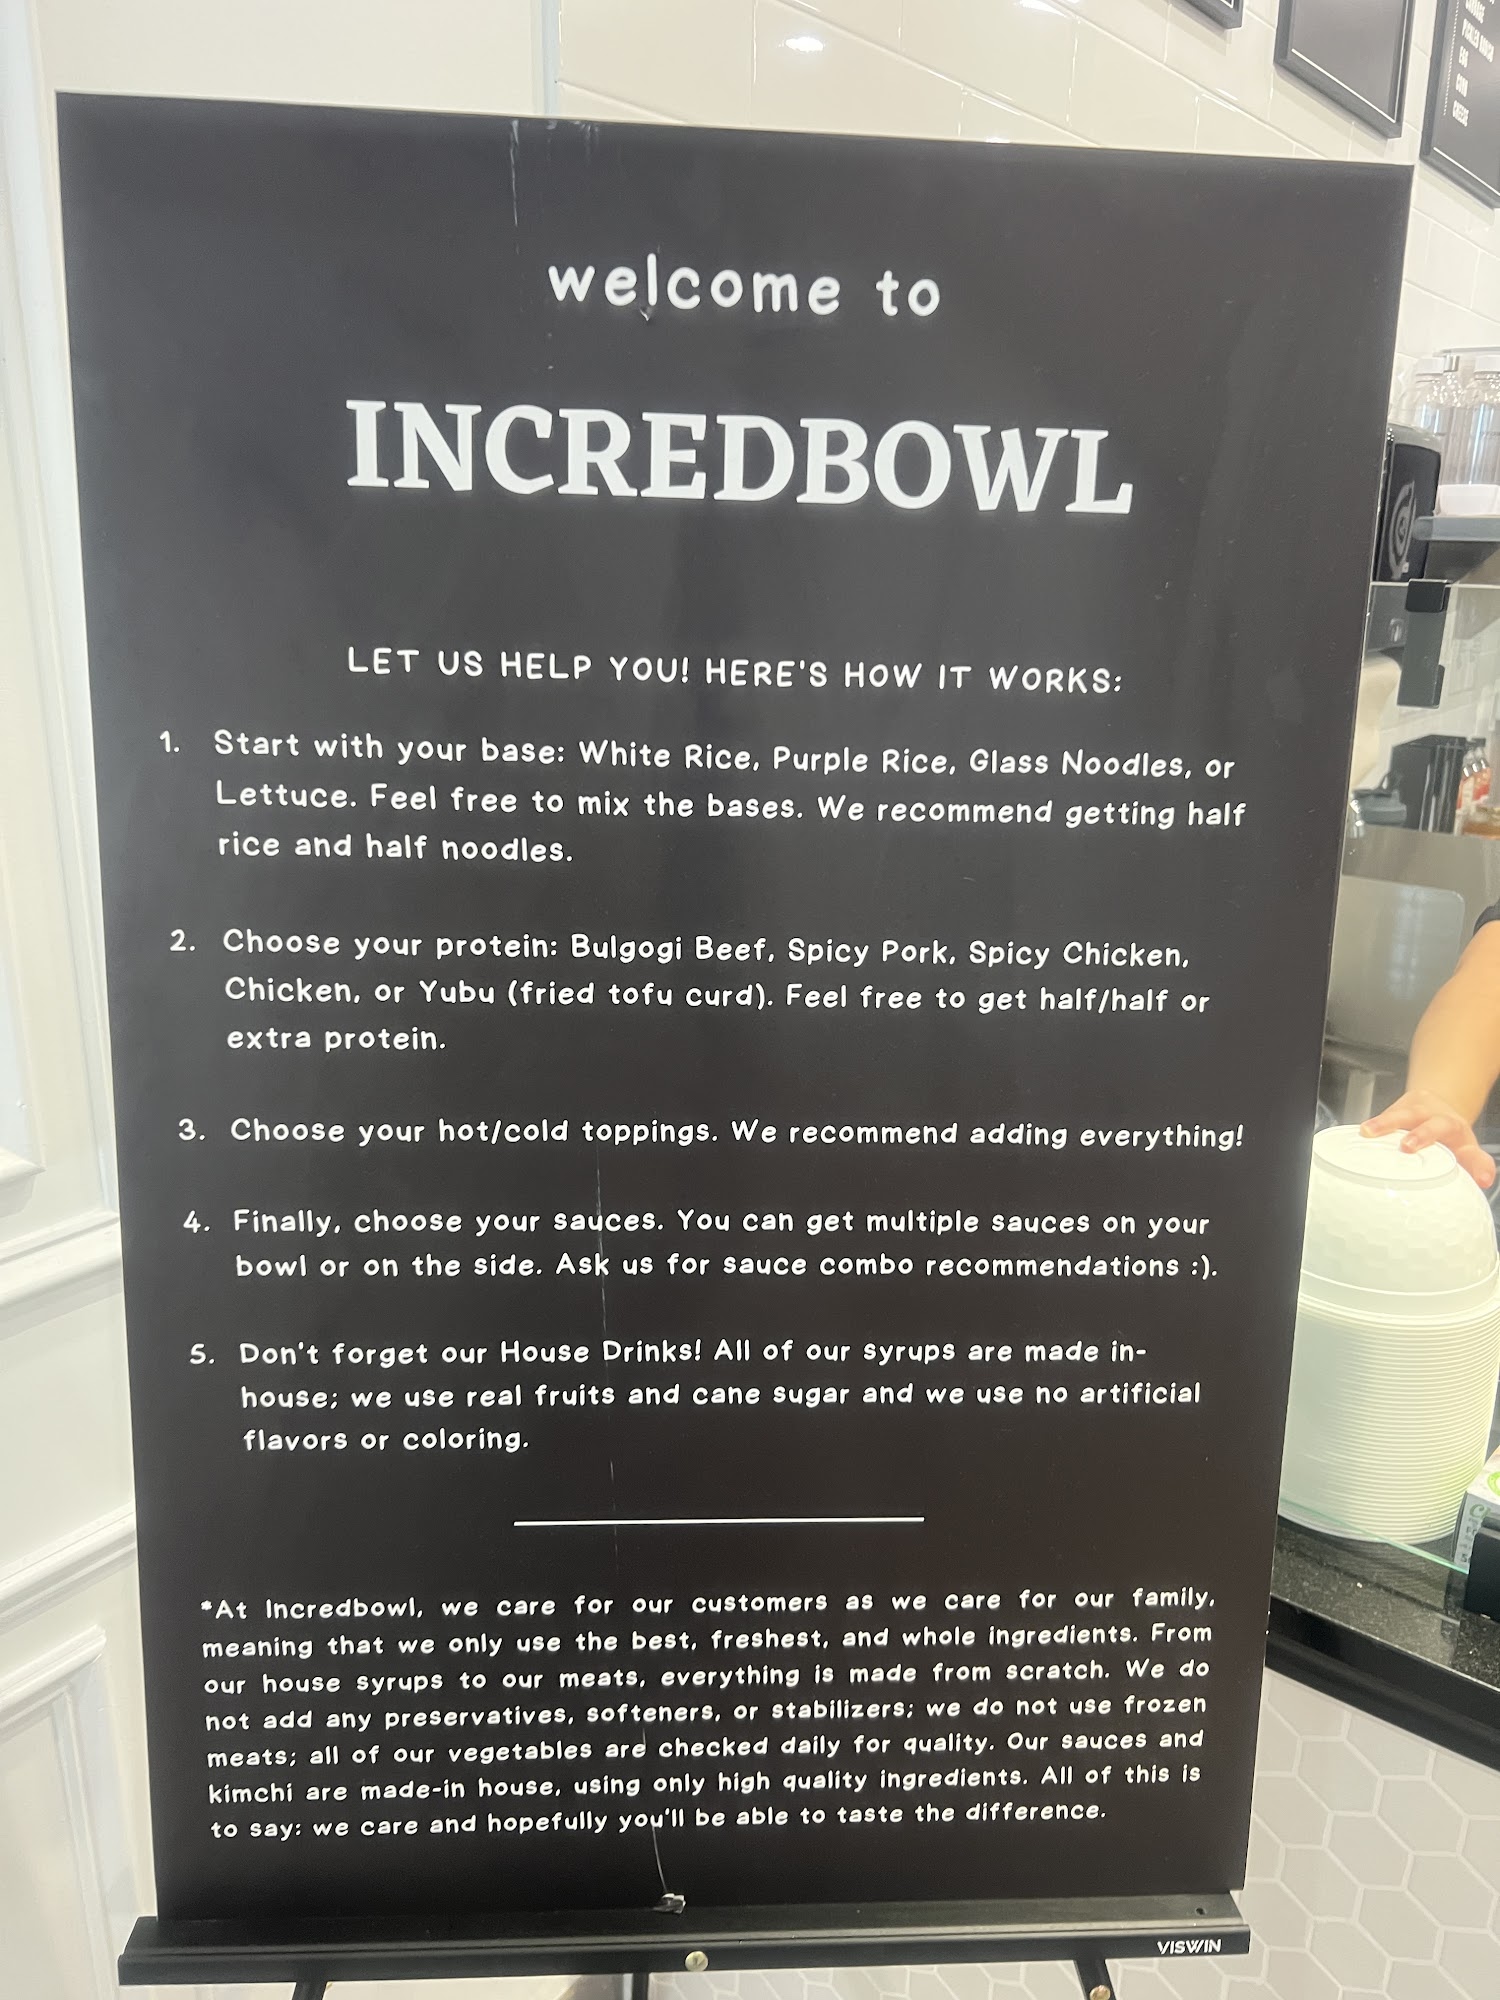 welcome to
INCREDBOWL
LET US HELP YOU! HERE'S HOW IT WORKS:
1. Start with your base: White Rice, Purple Rice, Glass Noodles, or
Lettuce. Feel free to mix the bases. We recommend getting half
rice and half noodles.
2. Choose your protein: Bulgogi Beef, Spicy Pork, Spicy Chicken,
Chicken, or Yubu (fried tofu curd). Feel free to get half/half or
extra protein.
3. Choose your hot/cold toppings. We recommend adding everything!
4. Finally, choose your sauces. You can get multiple sauces on your
bowl or on the side. Ask us for sauce combo recommendations :).
5. Don't forget our House Drinks! All of our syrups are made in-
house; we use real fruits and cane sugar and we use no artificial
flavors or coloring.
*At Incredbowl, we care for our customers as we care for our family,
meaning that we only use the best, freshest, and whole ingredients. From
our house syrups to our meats, everything is made from scratch. We do
not add any preservatives, softeners, or stabilizers; we do not use frozen
meats; all of our vegetables are checked daily for quality. Our sauces and
kimchi are made-in house, using only high quality ingredients. All of this is
to say: we care and hopefully you'll be able to taste the difference.
VISWIN
EGG
CORN
CHEESE